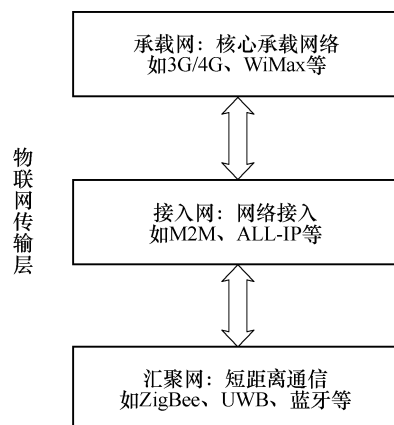 承载网：核心承载网络
如3G/4G、WiMax等
物联网传输层
接入网：网络接入
如M2M、ALL-IP等
汇聚网：短距离通信
如ZigBee、UWB、蓝牙等